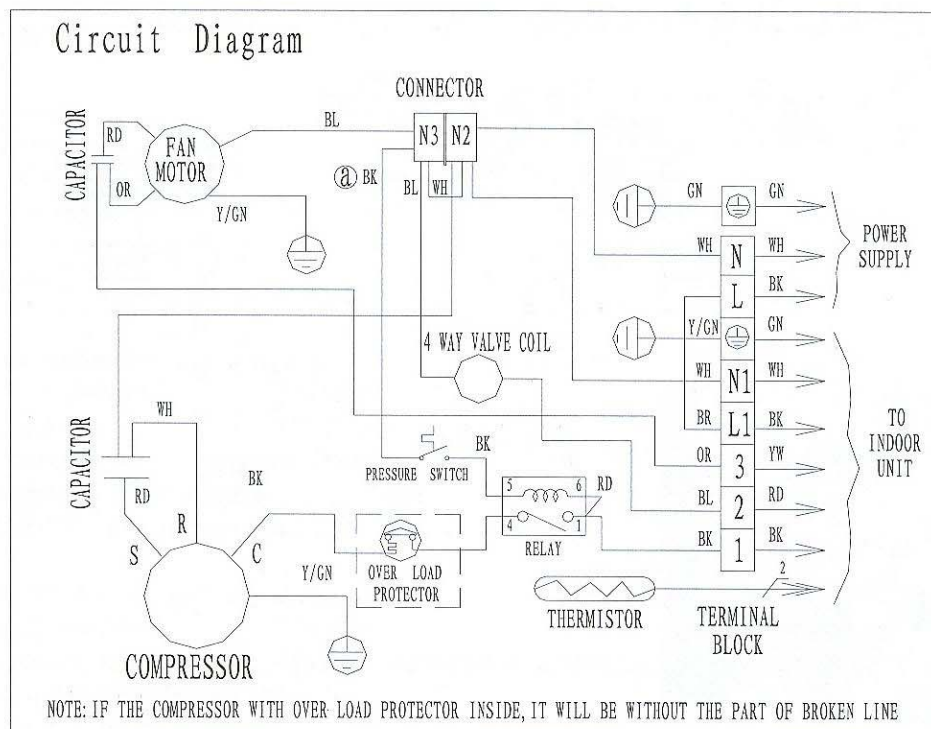 Circuit Diagram
CONNECTOR
N3 N2
CAPACITOR
RD
OR
FAN
MOTOR
BL
Y/GN
ⓐ BK
BL
WH
GN
GN
POWER
SUPPLY
WH
N
WH
L
BK
Y/GN
GN
WH
N1
WH
BR
L1
BK
OR
3
YW
BL
2
RD
BK
1
BK
TO
INDOOR
UNIT
4 WAY VALVE COIL
CAPACITOR
WH
RD
BK
S
R
C
Y/GN
PRESSURE SWITCH
BK
5
6
4
1
RD
RELAY
OVER LOAD
PROTECTOR
2
THERMISTOR
TERMINAL
BLOCK
COMPRESSOR
NOTE: IF THE COMPRESSOR WITH OVER LOAD PROTECTOR INSIDE, IT WILL BE WITHOUT THE PART OF BROKEN LINE